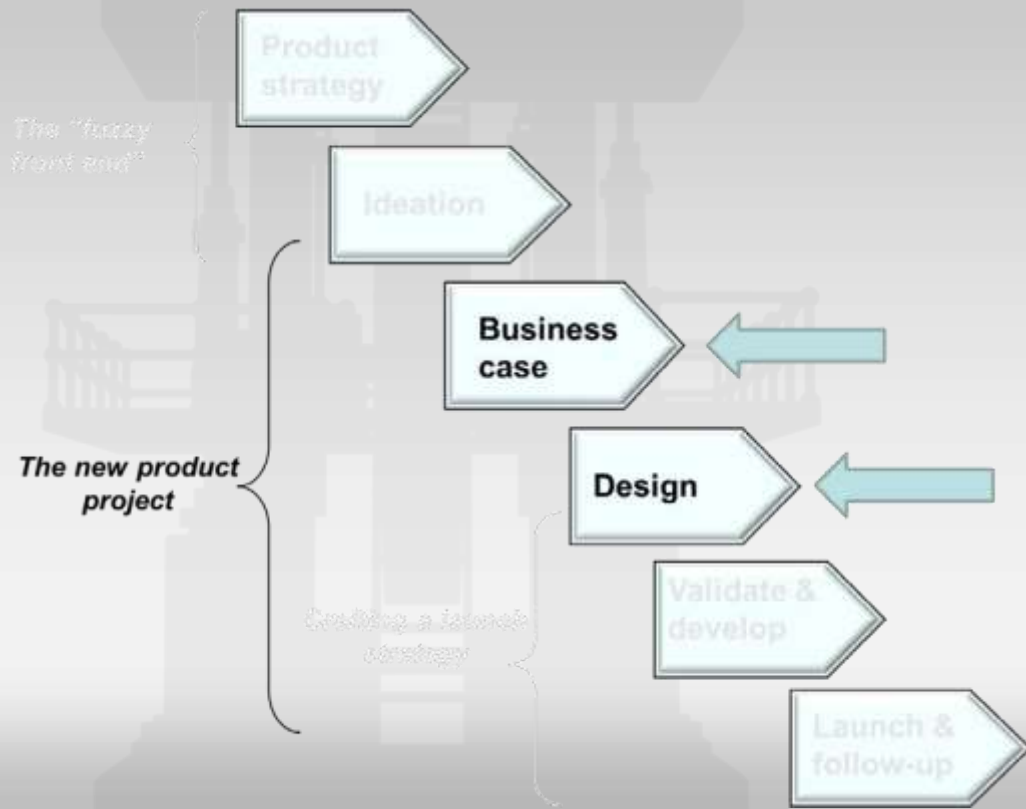 Product
strategy
The "fuzzy
front end"
Ideation
Business
case
The new product
project
Design
Validate &
develop
Creating a launch
strategy
Launch &
follow-up